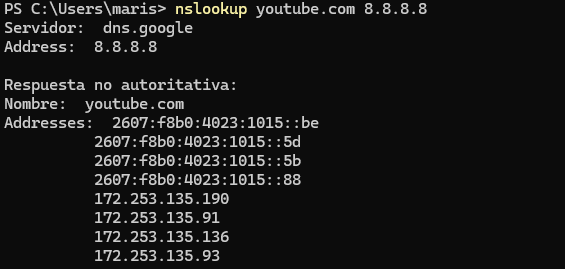 PS C:\Users\maris> nslookup youtube.com 8.8.8.8
Servidor:  dns.google
Address:  8.8.8.8

Respuesta no autoritativa:
Nombre:  youtube.com
Addresses:  2607:f8b0:4023:1015::be
          2607:f8b0:4023:1015::5d
          2607:f8b0:4023:1015::5b
          2607:f8b0:4023:1015::88
          172.253.135.190
          172.253.135.91
          172.253.135.136
          172.253.135.93